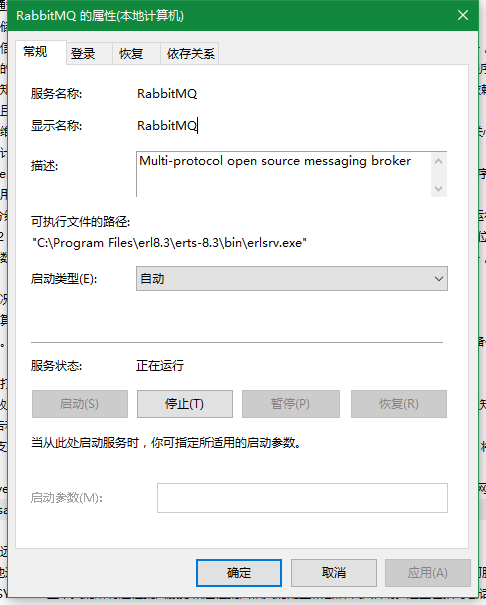 RabbitMQ 的属性(本地计算机)
常规 登录 恢复 依存关系
服务名称: RabbitMQ
显示名称: RabbitMQ
描述: Multi-protocol open source messaging broker
可执行文件的路径:
"C:\Program Files\erl8.3\erts-8.3\bin\erlsrv.exe"
启动类型(E): 自动
服务状态: 正在运行
启动(S) 停止(T) 暂停(P) 恢复(R)
当从此处启动服务时，你可指定所适用的启动参数。
启动参数(M):
确定 取消 应用(A)